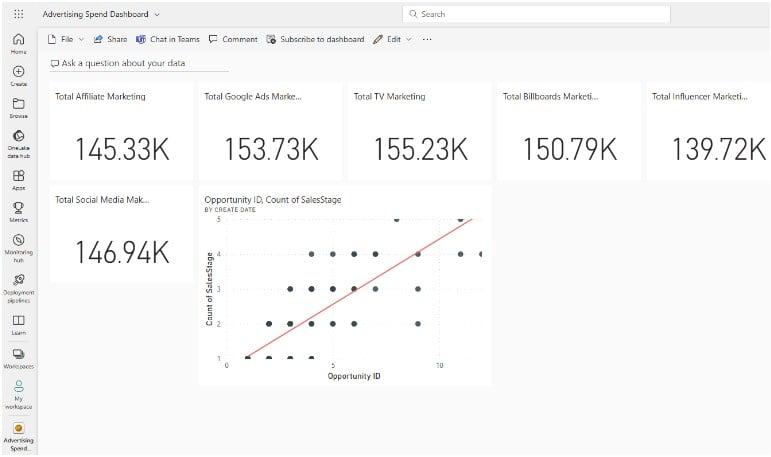 Advertising Spend Dashboard
Search
File
Share
Chat in Teams
Comment
Subscribe to dashboard
Edit
Home
Create
Browse
OneLake
data hub
Apps
Metrics
Monitoring
hub
Deployment
pipelines
Learn
Workspaces
My
workspace
Advertising
Spend...
Ask a question about your data
Total Affiliate Marketing
145.33K
Total Google Ads Marke...
153.73K
Total TV Marketing
155.23K
Total Billboards Marketi...
150.79K
Total Influencer Marketi...
139.72K
Total Social Media Mak...
146.94K
Opportunity ID, Count of SalesStage
BY CREATE DATE
Count of SalesStage
5
4
3
2
1
0
5
10
Opportunity ID